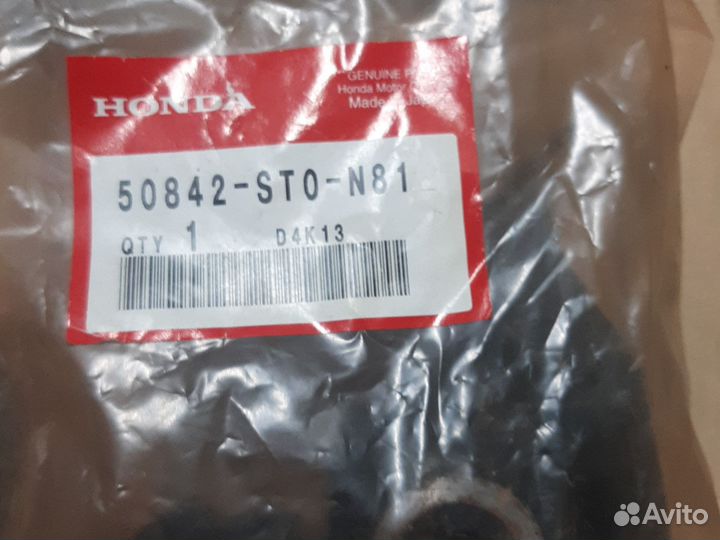 HONDA
GENUINE
Honda Motor
Made
50842-ST0-N81
QTY 1 D4K13
Avito